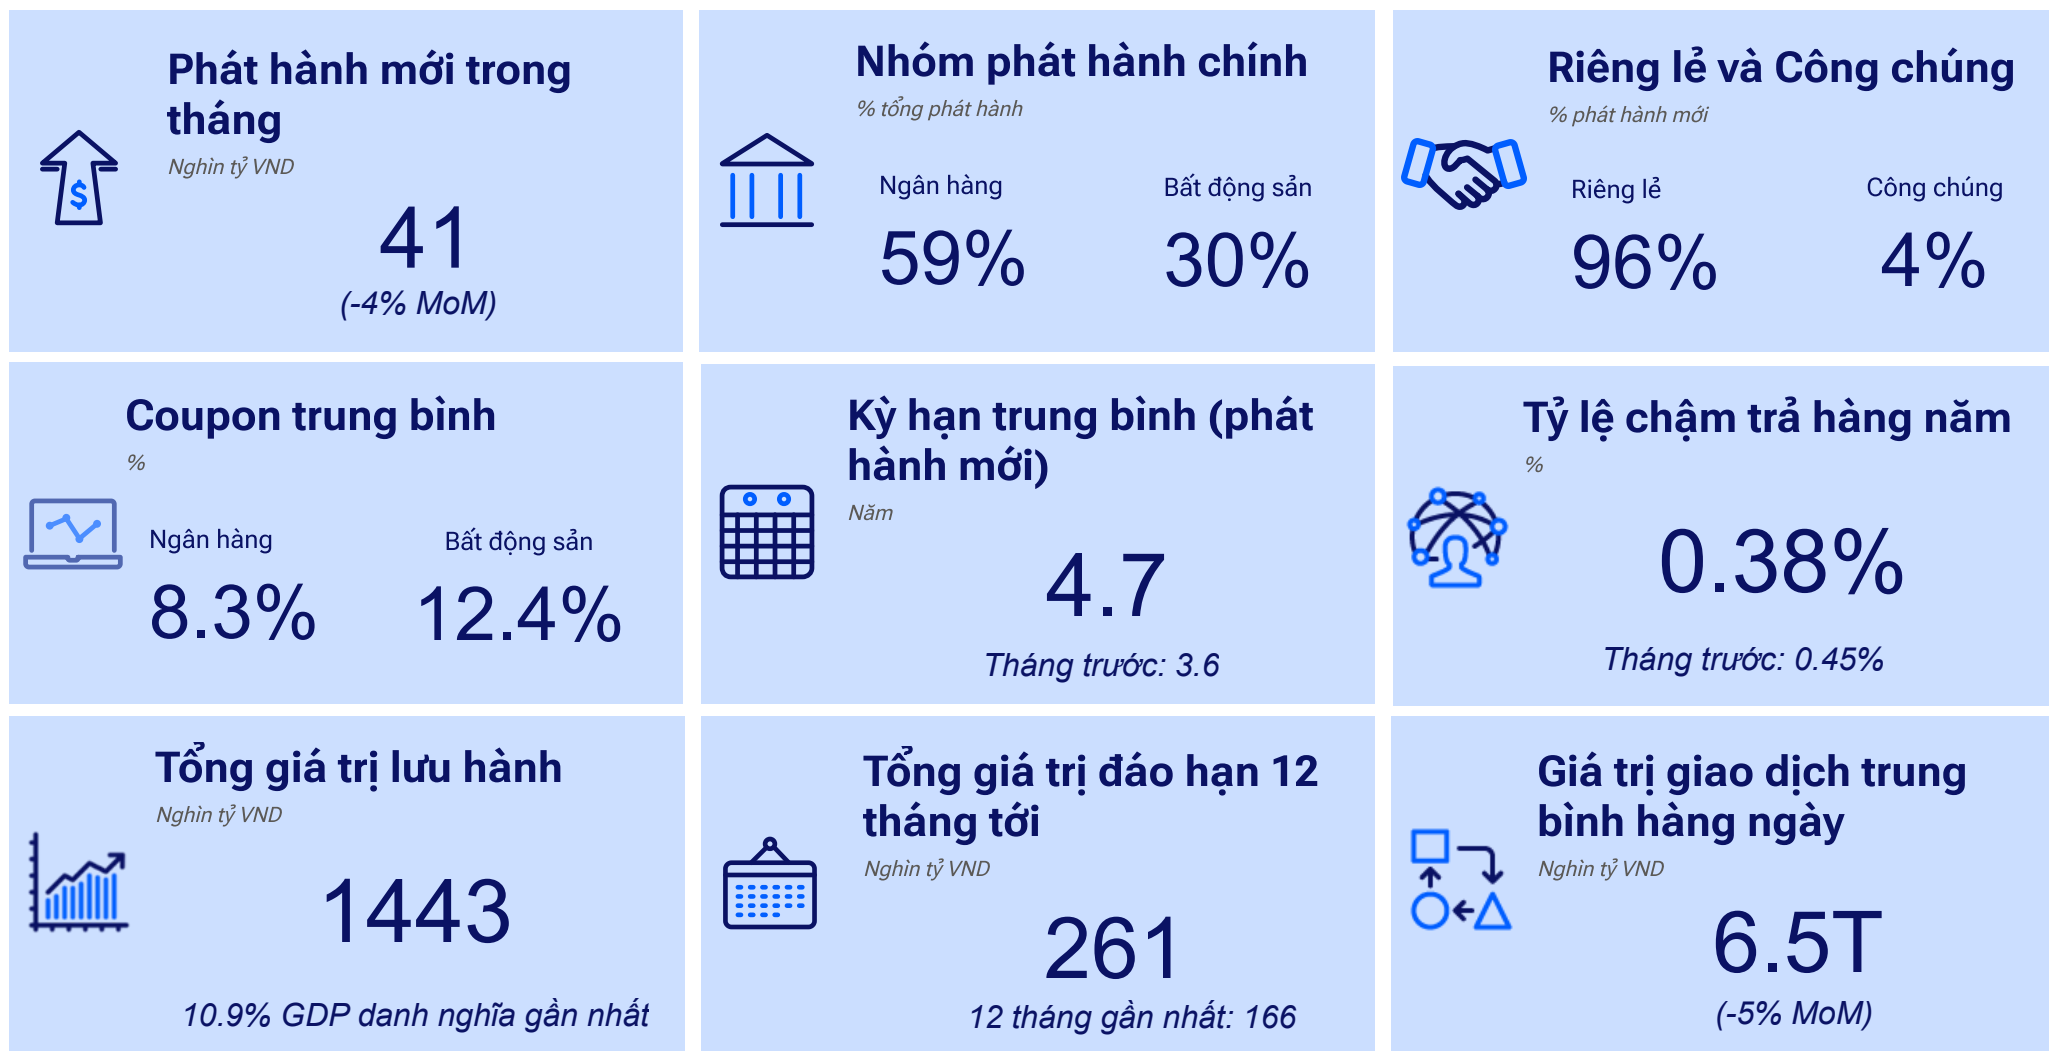 Phát hành mới trong
tháng
Nghìn tỷ VND
$
41
(-4% MoM)
Nhóm phát hành chính
% tổng phát hành
Ngân hàng
Bất động sản
59%
30%
Riêng lẻ và Công chúng
% phát hành mới
Riêng lẻ
Công chúng
96%
4%
Coupon trung bình
%
Ngân hàng
Bất động sản
8.3%
12.4%
Kỳ hạn trung bình (phát
hành mới)
Năm
4.7
Tháng trước: 3.6
Tỷ lệ chậm trả hàng năm
%
0.38%
Tháng trước: 0.45%
Tổng giá trị lưu hành
Nghìn tỷ VND
1443
10.9% GDP danh nghĩa gần nhất
Tổng giá trị đáo hạn 12
tháng tới
Nghìn tỷ VND
261
12 tháng gần nhất: 166
Giá trị giao dịch trung
bình hàng ngày
Nghìn tỷ VND
6.5T
(-5% MoM)